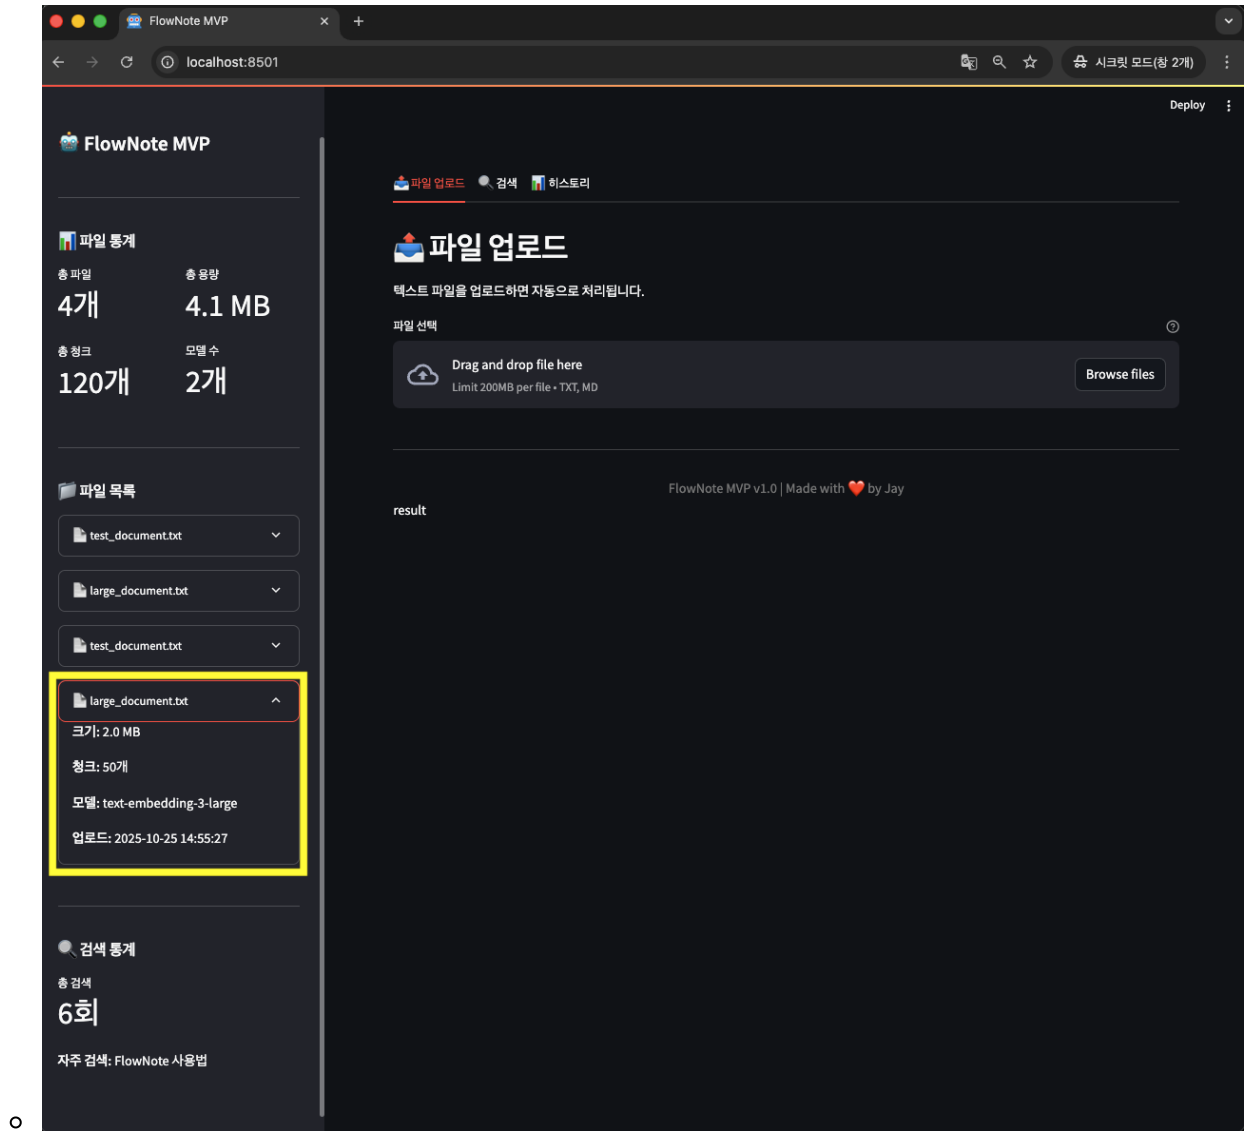 FlowNote MVP
localhost:8501
시크릿 모드(창 2개)
Deploy
FlowNote MVP
파일 통계
총 파일
총 용량
4개
4.1 MB
총 청크
모델 수
120개
2개
파일 목록
test_document.txt
large_document.txt
test_document.txt
large_document.txt
크기: 2.0 MB
청크: 50개
모델: text-embedding-3-large
업로드: 2025-10-25 14:55:27
검색 통계
총 검색
6회
자주 검색: FlowNote 사용법
파일 업로드
검색
히스토리
파일 업로드
텍스트 파일을 업로드하면 자동으로 처리됩니다.
파일 선택
Drag and drop file here
Limit 200MB per file • TXT, MD
Browse files
FlowNote MVP v1.0 | Made with ❤️ by Jay
result